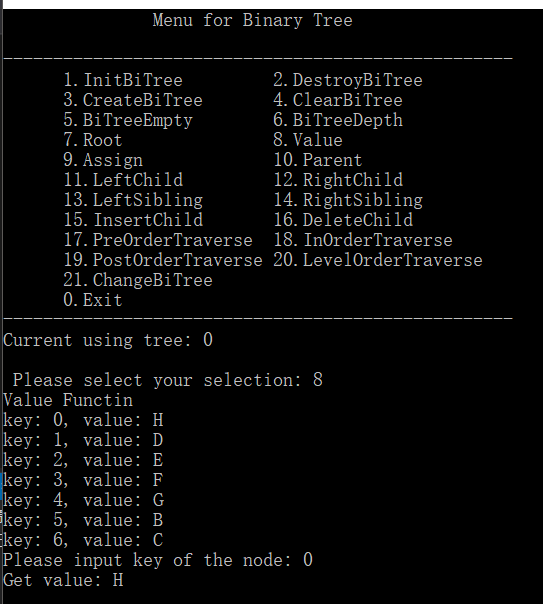 Menu for Binary Tree
---------------------------------------------------
1.InitBiTree 2.DestroyBiTree
3.CreateBiTree 4.ClearBiTree
5.BiTreeEmpty 6.BiTreeDepth
7.Root 8.Value
9.Assign 10.Parent
11.LeftChild 12.RightChild
13.LeftSibling 14.RightSibling
15.InsertChild 16.DeleteChild
17.PreOrderTraverse 18.InOrderTraverse
19.PostOrderTraverse 20.LevelOrderTraverse
21.ChangeBiTree
0.Exit
---------------------------------------------------
Current using tree: 0
Please select your selection: 8
Value Functin
key: 0, value: H
key: 1, value: D
key: 2, value: E
key: 3, value: F
key: 4, value: G
key: 5, value: B
key: 6, value: C
Please input key of the node: 0
Get value: H